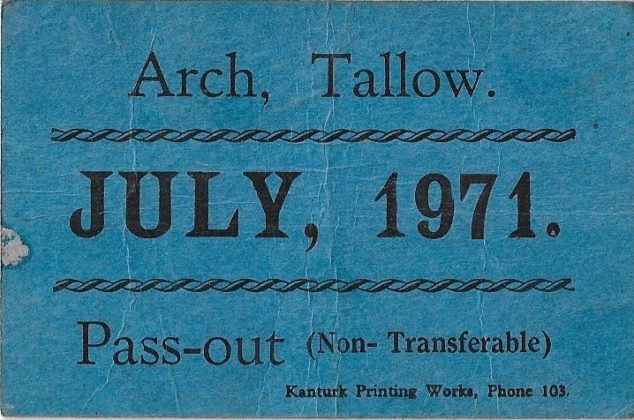 Arch, Tallow.
JULY, 1971.
Pass-out (Non- Transferable)
Kanturk Printing Works, Phone 103.